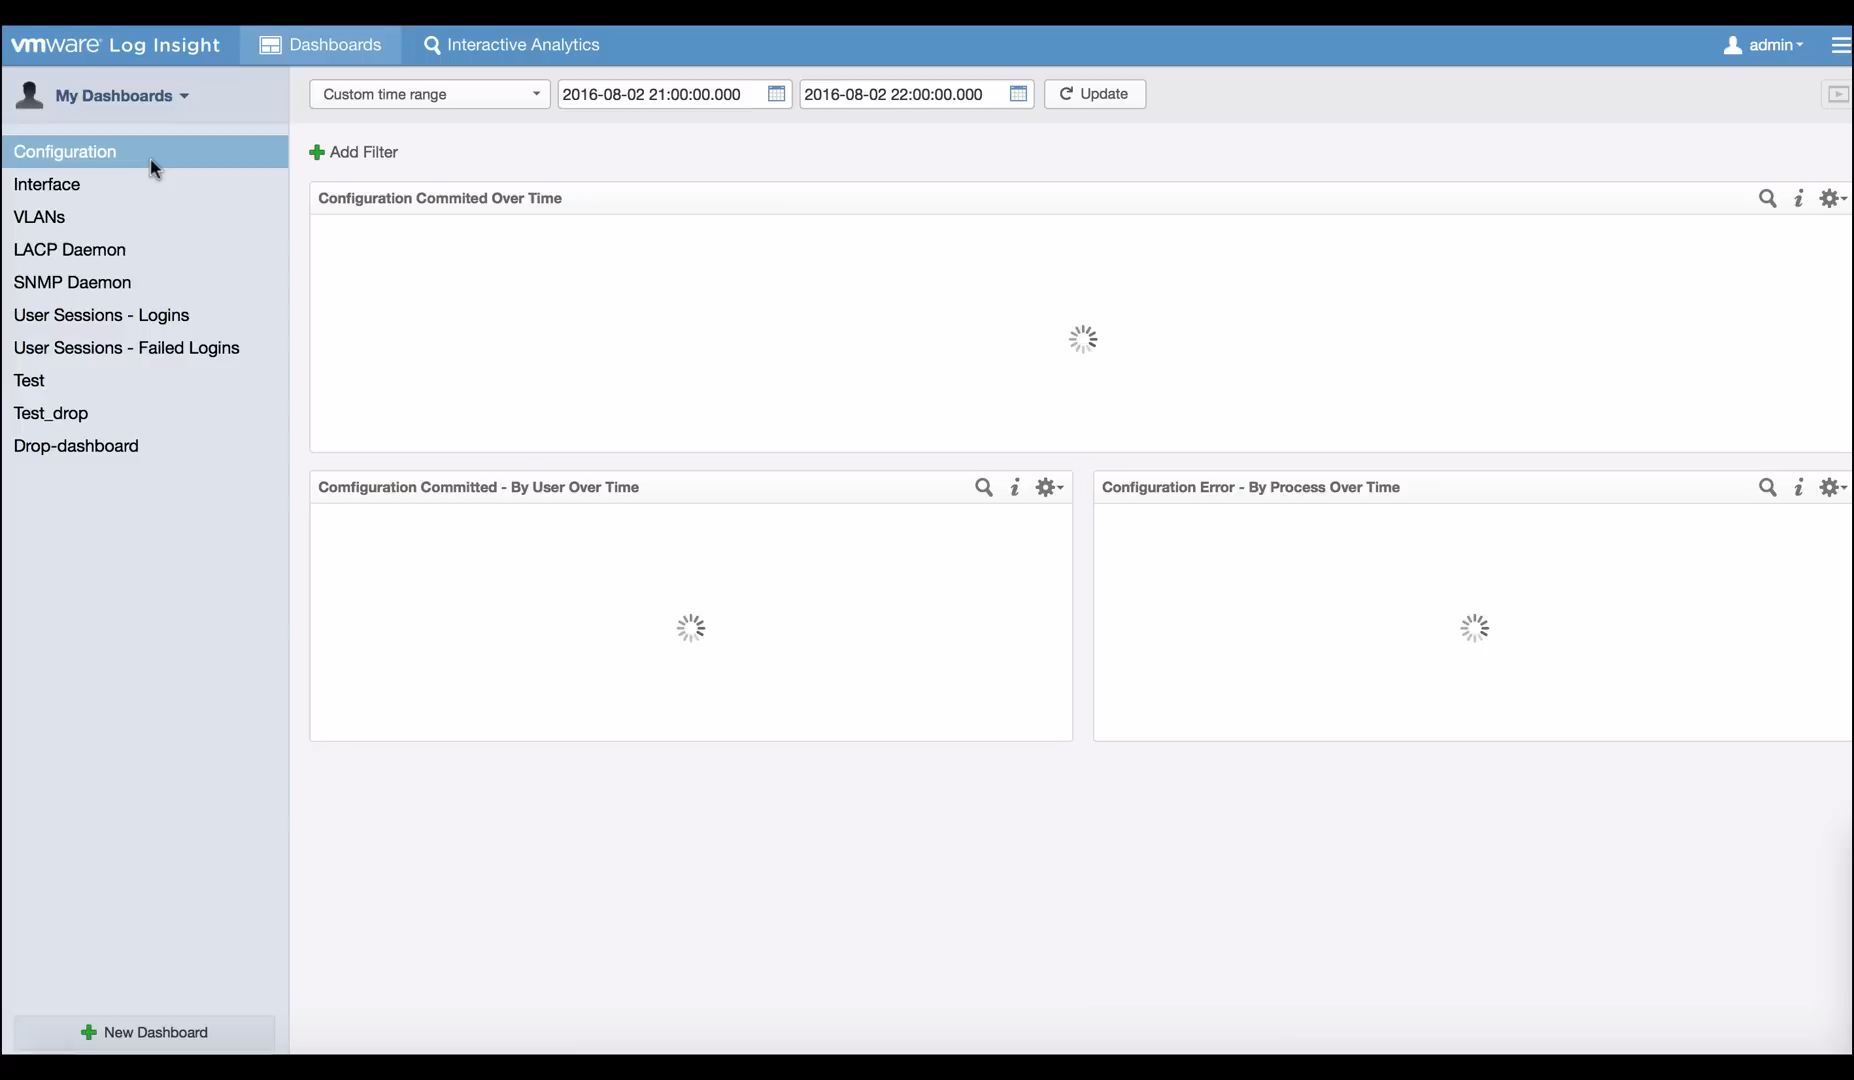 vmware Log Insight
Dashboards
Interactive Analytics
admin
My Dashboards
Custom time range
2016-08-02 21:00:00.000
2016-08-02 22:00:00.000
Update
Configuration
Interface
VLANs
LACP Daemon
SNMP Daemon
User Sessions - Logins
User Sessions - Failed Logins
Test
Test_drop
Drop-dashboard
New Dashboard
Add Filter
Configuration Commited Over Time
Comfiguration Committed - By User Over Time
Configuration Error - By Process Over Time